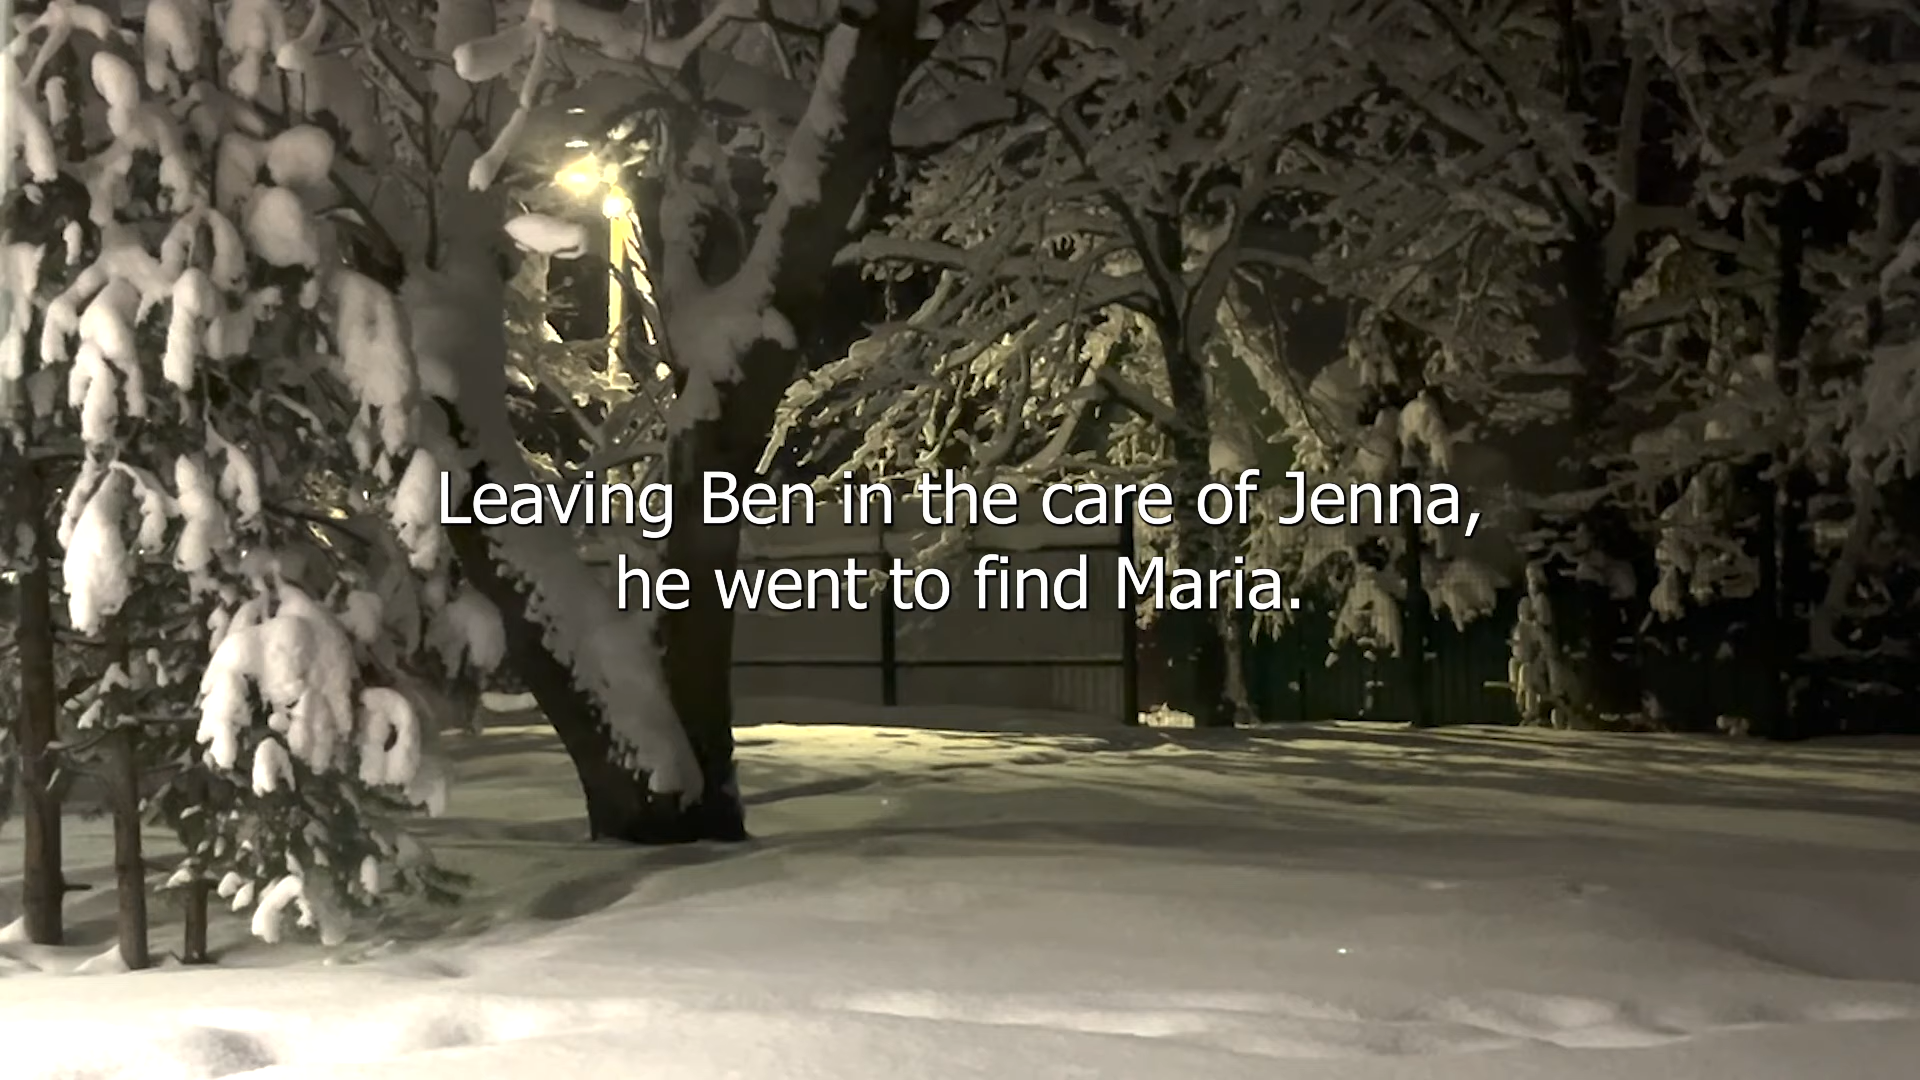 Leaving Ben in the care of Jenna,
he went to find Maria.